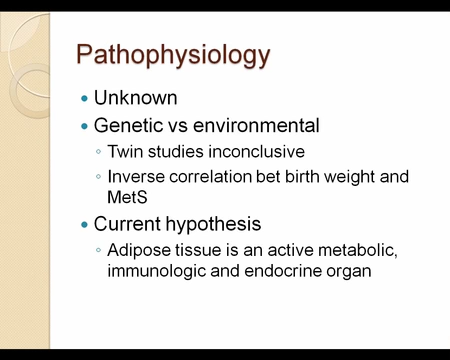 Pathophysiology
Unknown
Genetic vs environmental
Twin studies inconclusive
Inverse correlation bet birth weight and
MetS
Current hypothesis
Adipose tissue is an active metabolic,
immunologic and endocrine organ